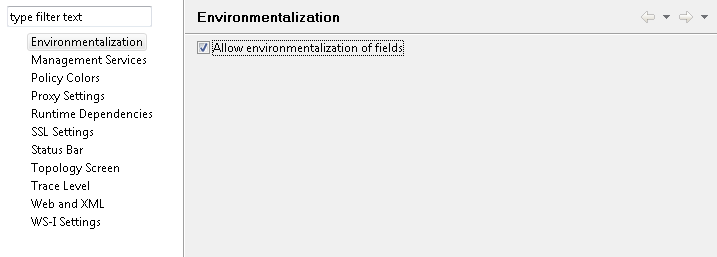 type filter text
Environmentalization
Management Services
Policy Colors
Proxy Settings
Runtime Dependencies
SSL Settings
Status Bar
Topology Screen
Trace Level
Web and XML
WS-I Settings
Environmentalization
Allow environmentalization of fields